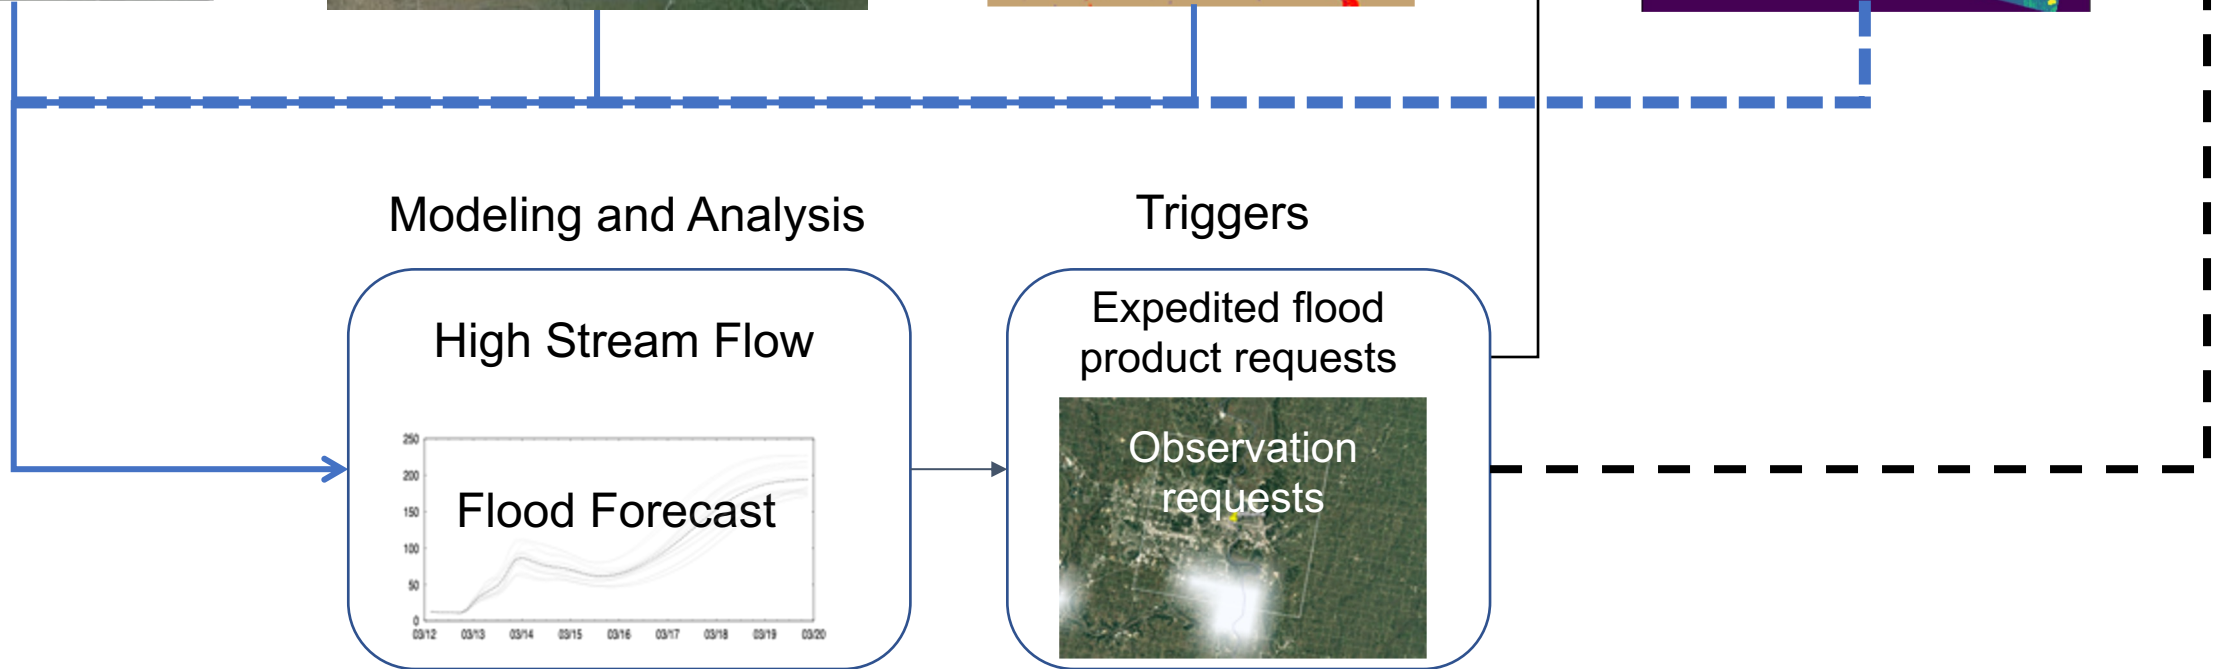 Modeling and Analysis
Triggers
High Stream Flow
Flood Forecast
250
200
150
100
50
0
03/12 03/13 03/14 03/15 03/16 03/17 03/18 03/19 03/20
Expedited flood
product requests
Observation
requests